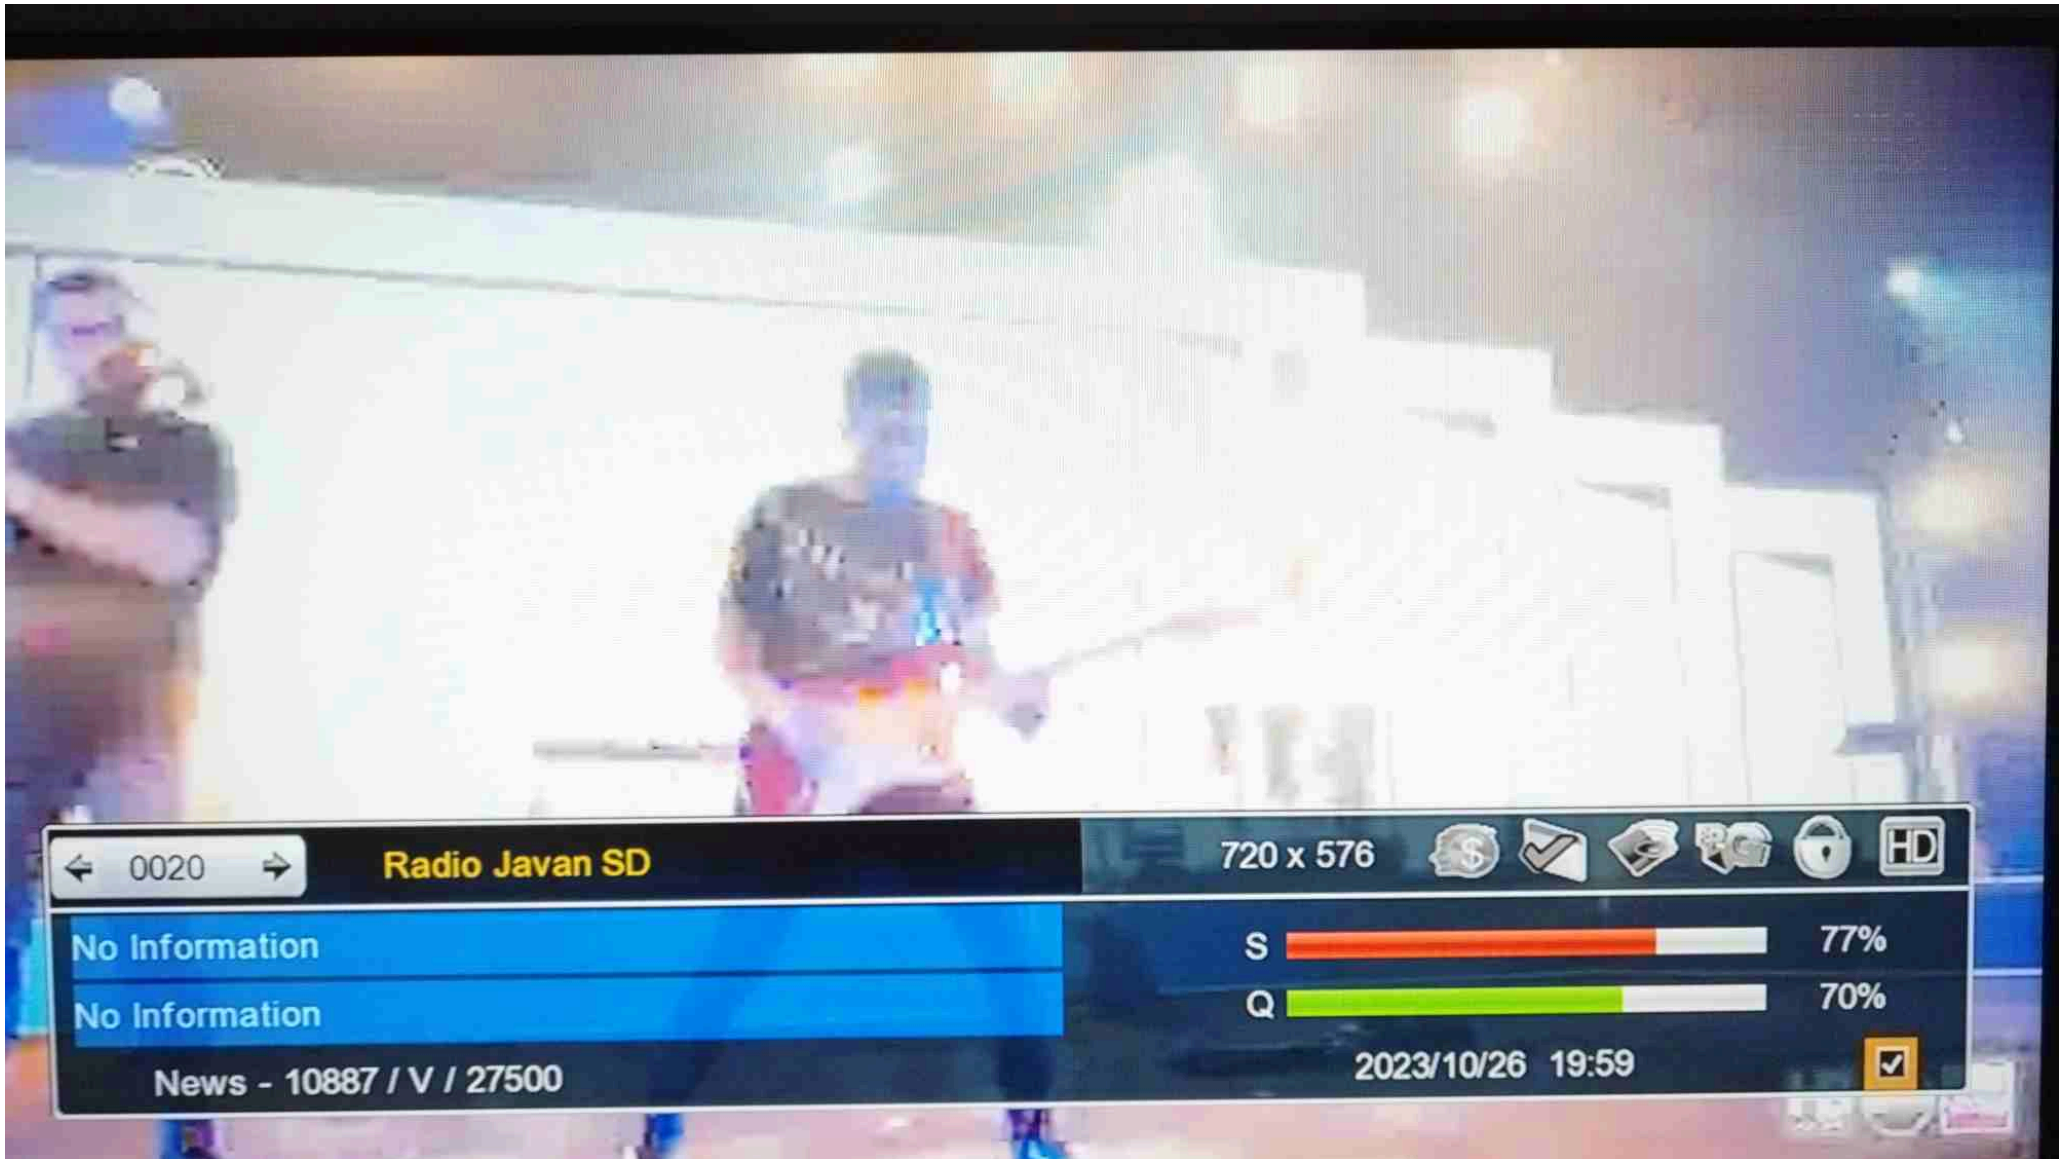 0020
Radio Javan SD
720 x 576
$ HD
No Information
S 77%
No Information
Q 70%
News - 10887 / V / 27500
2023/10/26 19:59